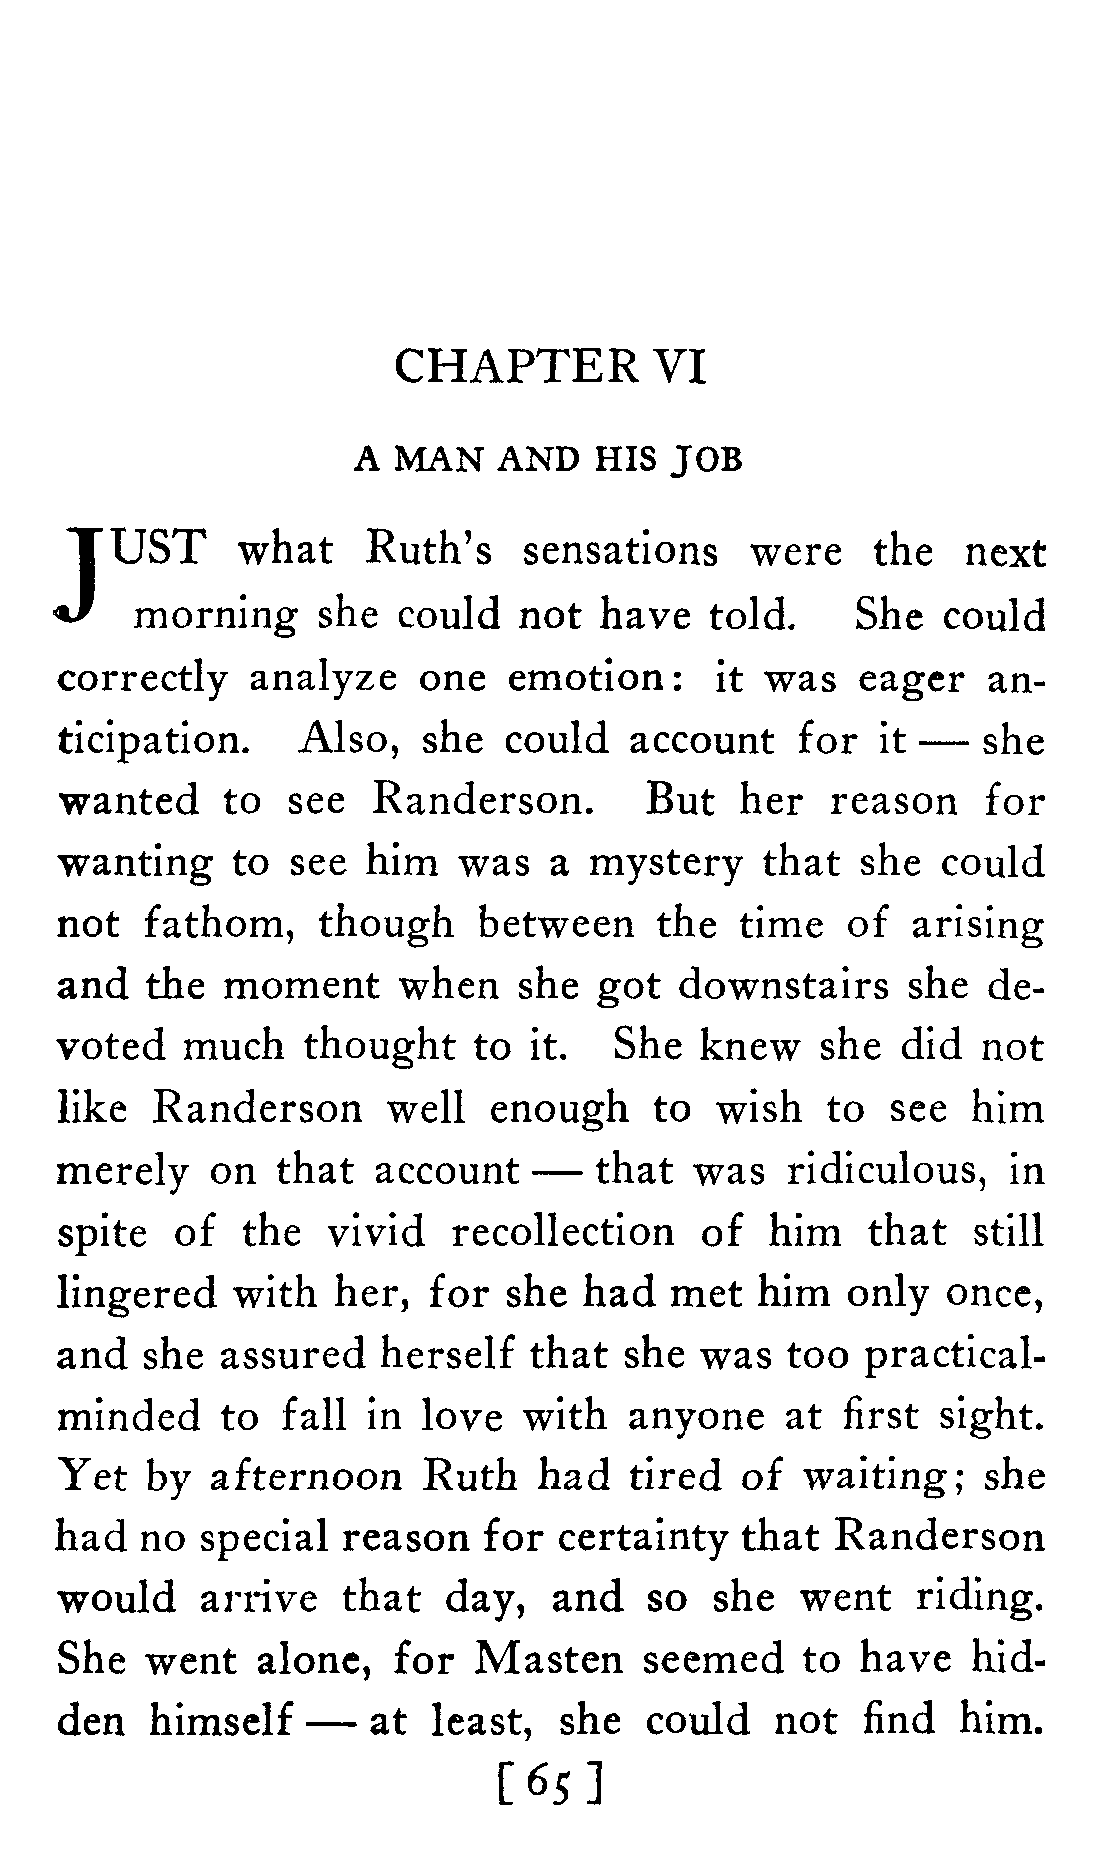 CHAPTER VI
A MAN AND HIS JOB
JUST what Ruth's sensations were the next
morning she could not have told. She could
correctly analyze one emotion: it was eager an-
ticipation. Also, she could account for it — she
wanted to see Randerson. But her reason for
wanting to see him was a mystery that she could
not fathom, though between the time of arising
and the moment when she got downstairs she de-
voted much thought to it. She knew she did not
like Randerson well enough to wish to see him
merely on that account — that was ridiculous, in
spite of the vivid recollection of him that still
lingered with her, for she had met him only once,
and she assured herself that she was too practical-
minded to fall in love with anyone at first sight.
Yet by afternoon Ruth had tired of waiting; she
had no special reason for certainty that Randerson
would arrive that day, and so she went riding.
She went alone, for Masten seemed to have hid-
den himself — at least, she could not find him.
[ 65 ]